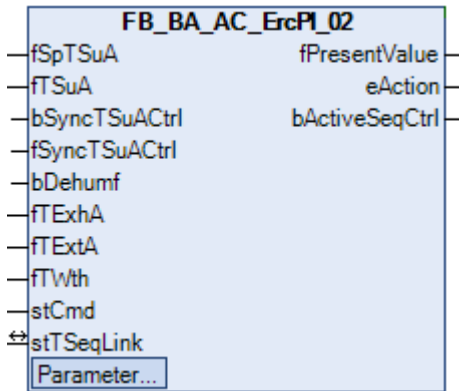 FB_BA_AC_ErcPI_02
fSpTSuA fPresentValue
fTSuA eAction
bSyncTSuACtrl bActiveSeqCtrl
fSyncTSuACtrl
bDehumf
fTExhA
fTExtA
fTWth
stCmd
stTSeqLink
Parameter...